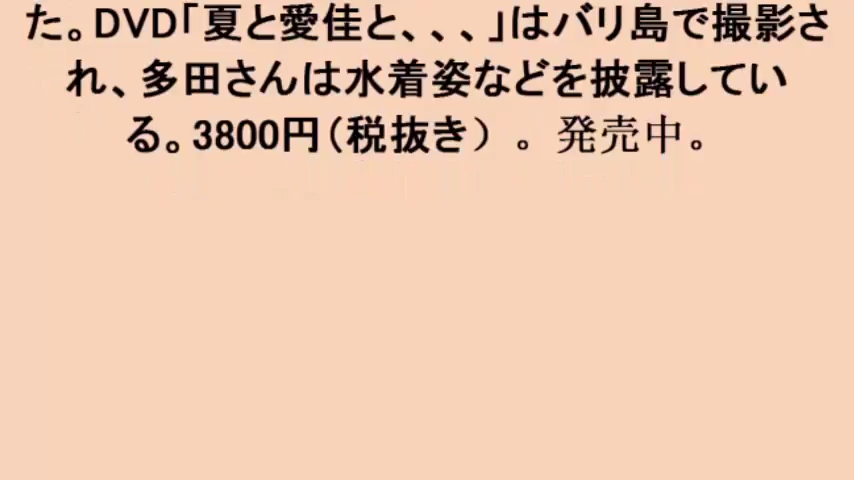 た。DVD「夏と愛佳と、、、」はバリ島で撮影さ
れ、多田さんは水着姿などを披露してい
る。3800円（税抜き）。発売中。